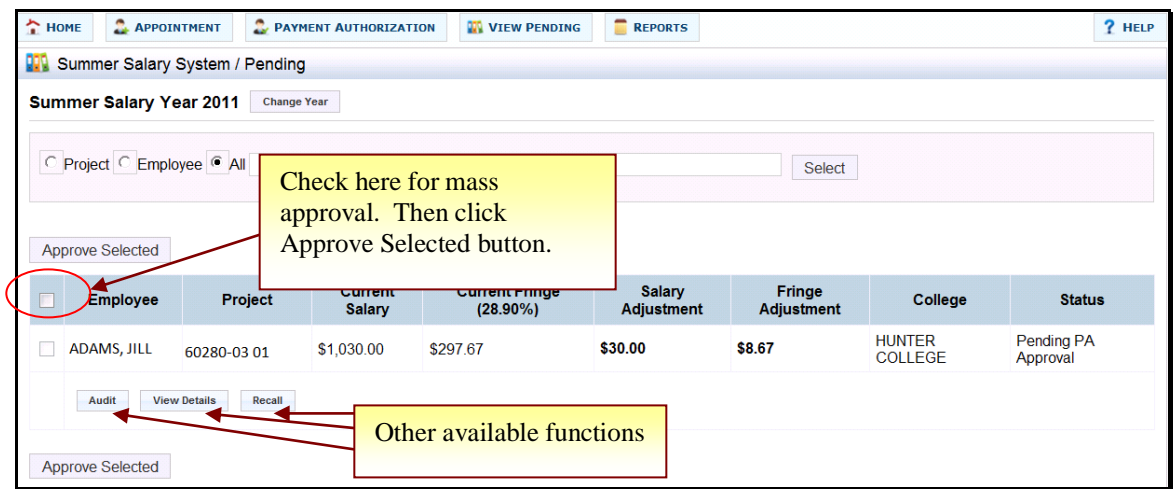 HOME APPOINTMENT PAYMENT AUTHORIZATION VIEW PENDING REPORTS ? HELP
Summer Salary System / Pending
Summer Salary Year 2011 Change Year
Project Employee All Select
Check here for mass
approval. Then click
Approve Selected button.
Approve Selected
Employee Project Current Salary Current Fringe (28.90%) Salary Adjustment Fringe Adjustment College Status
ADAMS, JILL 60280-03 01 $1,030.00 $297.67 $30.00 $8.67 HUNTER COLLEGE Pending PA Approval
Audit View Details Recall
Other available functions
Approve Selected